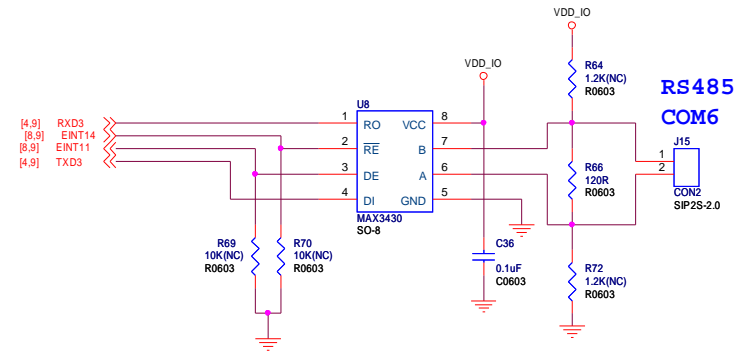 VDD_IO
VDD_IO
R64
1.2K(NC)
R0603
RS485
COM6
U8
[4,9] RXD3
[8,9] EINT14
[8,9] EINT11
[4,9] TXD3
1 RO VCC 8
2 RE B 7
3 DE A 6
4 DI GND 5
MAX3430
SO-8
J15
1
2
CON2
SIP2S-2.0
R66
120R
R0603
R69
10K(NC)
R0603
R70
10K(NC)
R0603
C36
0.1uF
C0603
R72
1.2K(NC)
R0603